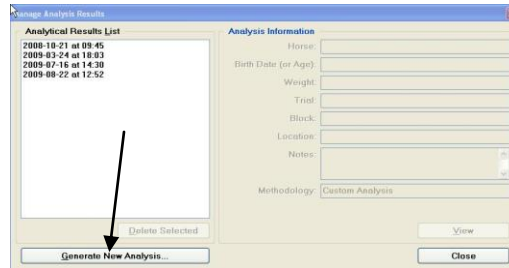 Manage Analysis Results
Analytical Results List
2008-10-21 at 09:45
2009-03-24 at 18:03
2009-07-16 at 14:30
2009-08-22 at 12:52
Delete Selected
Generate New Analysis...
Analysis Information
Horse:
Birth Date (or Age):
Weight:
Trial:
Block:
Location:
Notes:
Methodology: Custom Analysis
View
Close